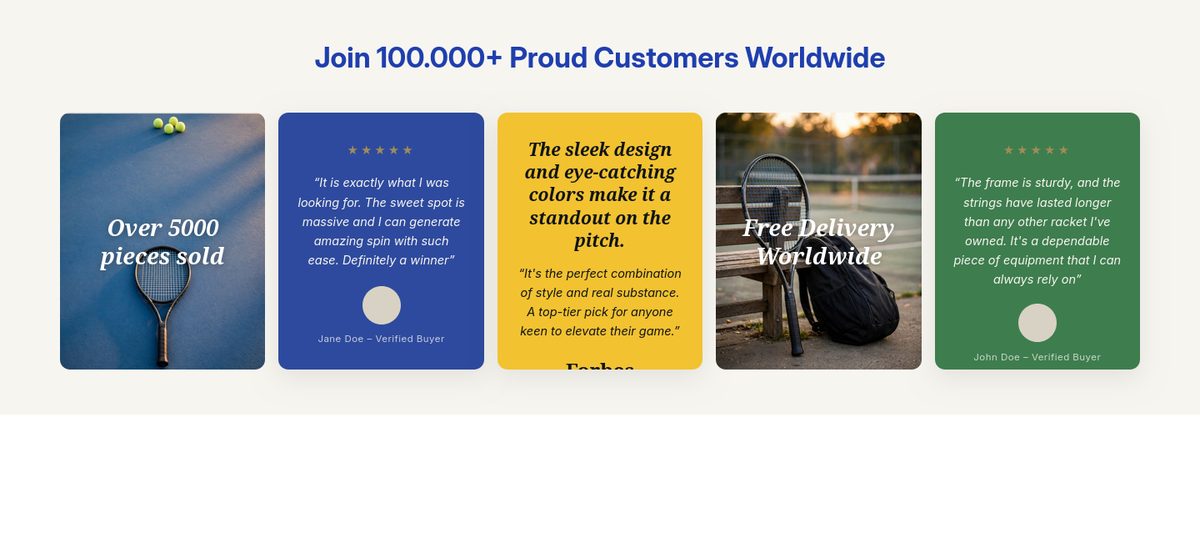 Join 100.000+ Proud Customers Worldwide
Over 5000
pieces sold
★★★★★
“It is exactly what I was
looking for. The sweet spot is
massive and I can generate
amazing spin with such
ease. Definitely a winner”
Jane Doe – Verified Buyer
The sleek design
and eye-catching
colors make it a
standout on the
pitch.
“It's the perfect combination
of style and real substance.
A top-tier pick for anyone
keen to elevate their game.”
Forbes
Free Delivery
Worldwide
★★★★★
“The frame is sturdy, and the
strings have lasted longer
than any other racket I've
owned. It's a dependable
piece of equipment that I can
always rely on”
John Doe – Verified Buyer